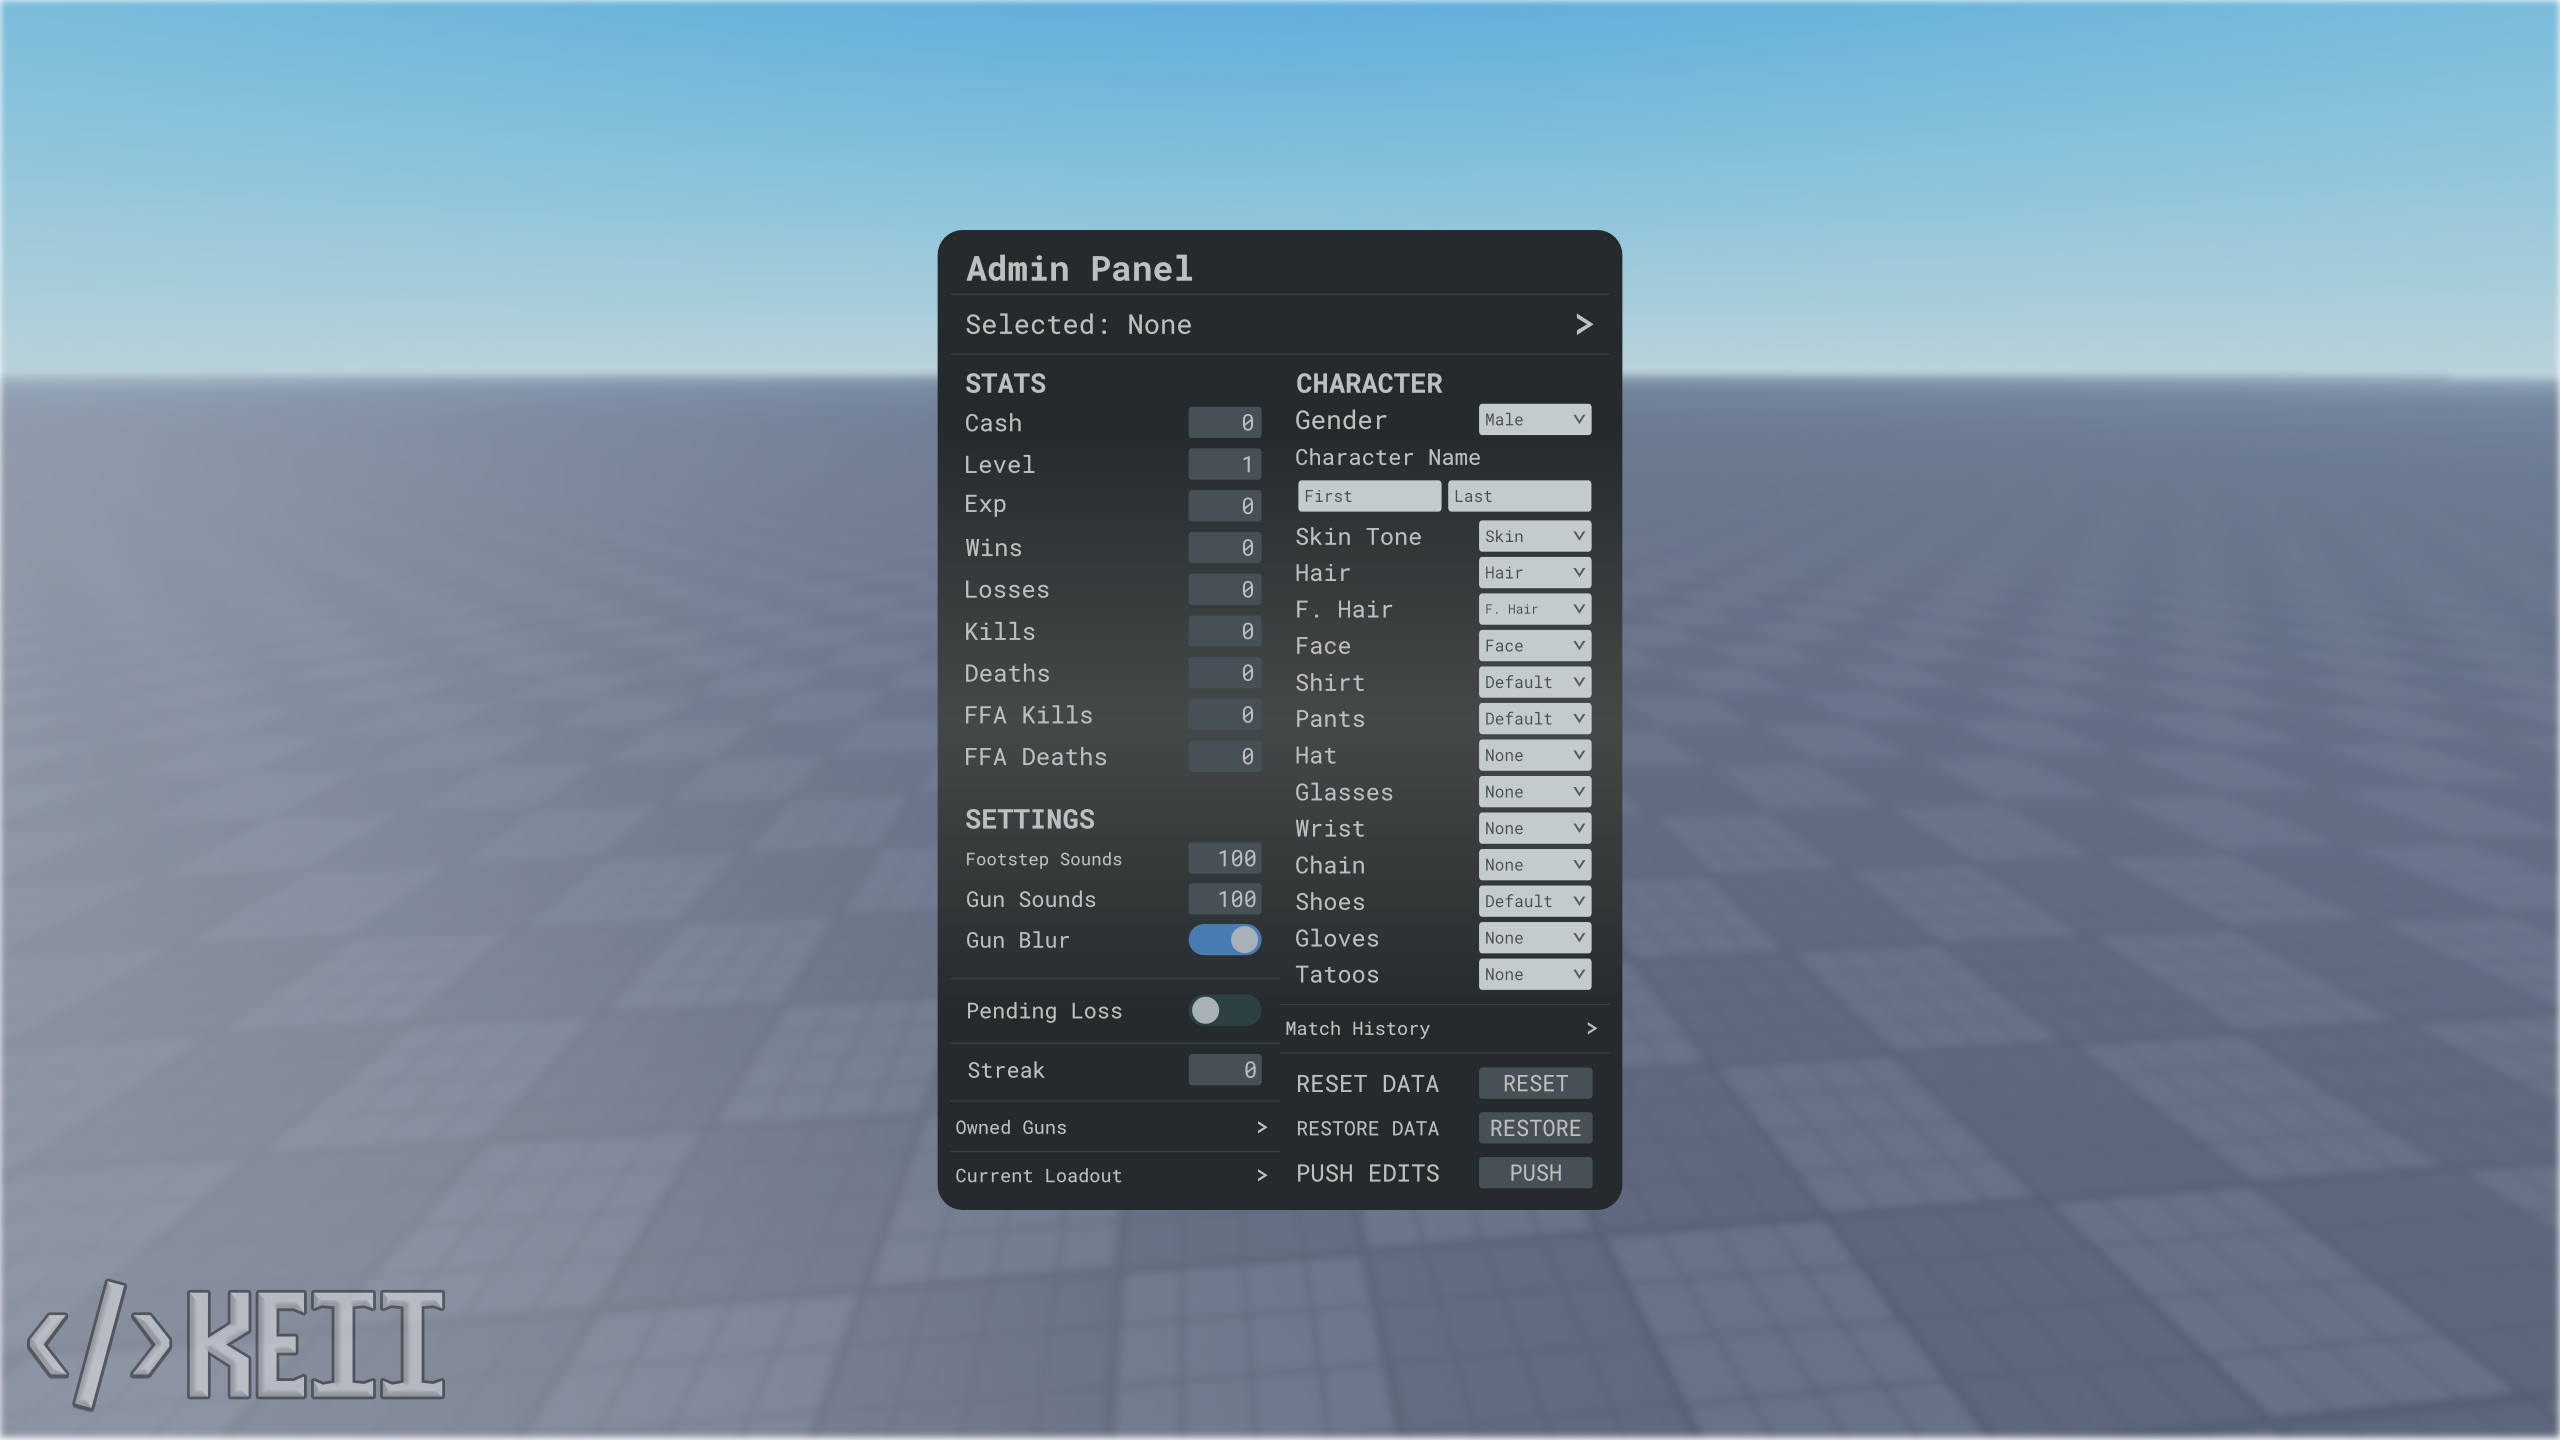 Admin Panel
Selected: None >
STATS
Cash 0
Level 1
Exp 0
Wins 0
Losses 0
Kills 0
Deaths 0
FFA Kills 0
FFA Deaths 0
SETTINGS
Footstep Sounds 100
Gun Sounds 100
Gun Blur
Pending Loss
Streak 0
Owned Guns >
Current Loadout >
CHARACTER
Gender Male
Character Name
First Last
Skin Tone Skin
Hair Hair
F. Hair F. Hair
Face Face
Shirt Default
Pants Default
Hat None
Glasses None
Wrist None
Chain None
Shoes Default
Gloves None
Tatoos None
Match History >
RESET DATA RESET
RESTORE DATA RESTORE
PUSH EDITS PUSH
</>KEII